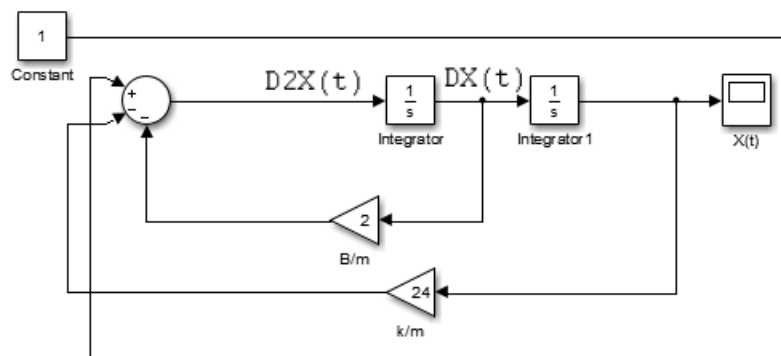 1
Constant
+
−
−
D2X(t)
1
s
Integrator
DX(t)
1
s
Integrator1
X(t)
2
B/m
24
k/m